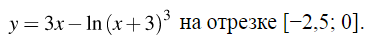 y = 3x − ln (x + 3)³ на отрезке [−2,5; 0].